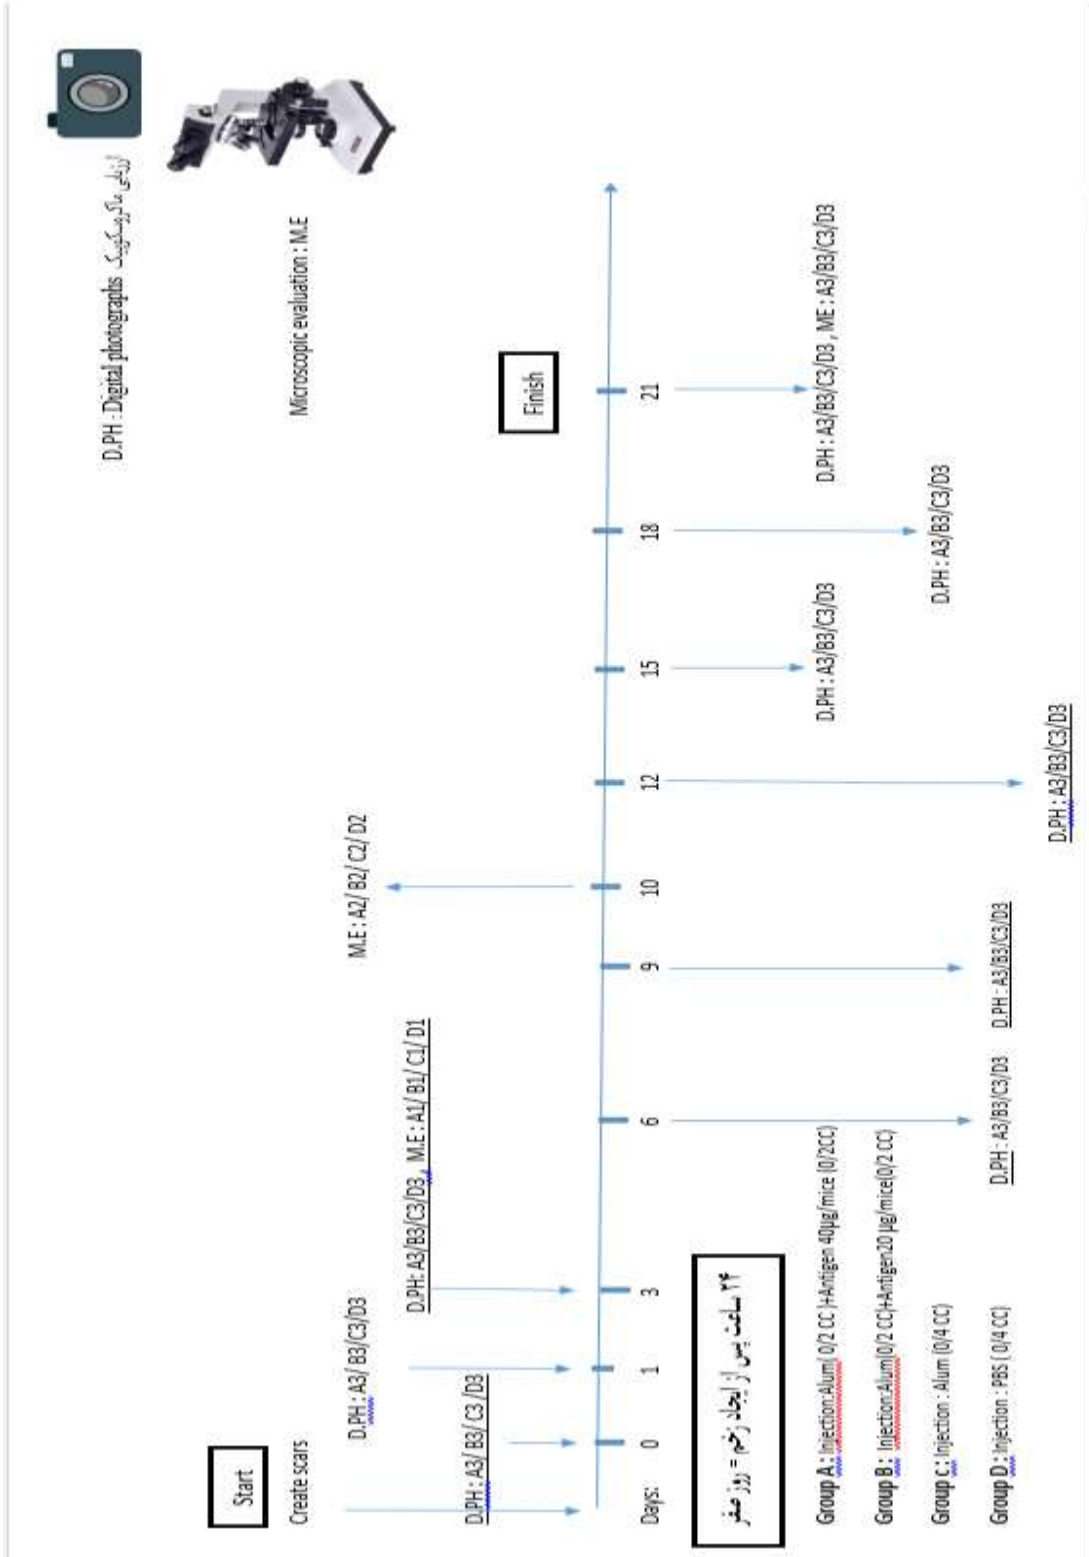 D.PH : Digital photographs ارزیابی ماکروسکوپیک
Microscopic evaluation : M.E
Start
Create scars
Finish
D.PH : A3/ B3/C3/D3
M.E : A2/ B2/ C2/ D2
D.PH: A3/B3/C3/D3, M.E : A1/ B1/ C1/ D1
D.PH : A3/ B3/ C3 /D3
Days: 0 1 3 6 9 10 12 15 18 21
۲۴ ساعت پس از ایجاد زخم = روز صفر
Group A : Injection:Alum( 0/2 CC )+Antigen 40µg/mice (0/2CC)
Group B : Injection:Alum(0/2 CC)+Antigen20 µg/mice(0/2 CC)
Group c : Injection : Alum (0/4 CC)
Group D : Injection : PBS ( 0/4 CC)
D.PH : A3/B3/C3/D3
D.PH : A3/B3/C3/D3
D.PH : A3/B3/C3/D3
D.PH : A3/B3/C3/D3
D.PH : A3/B3/C3/D3
D.PH : A3/B3/C3/D3 , ME : A3/B3/C3/D3